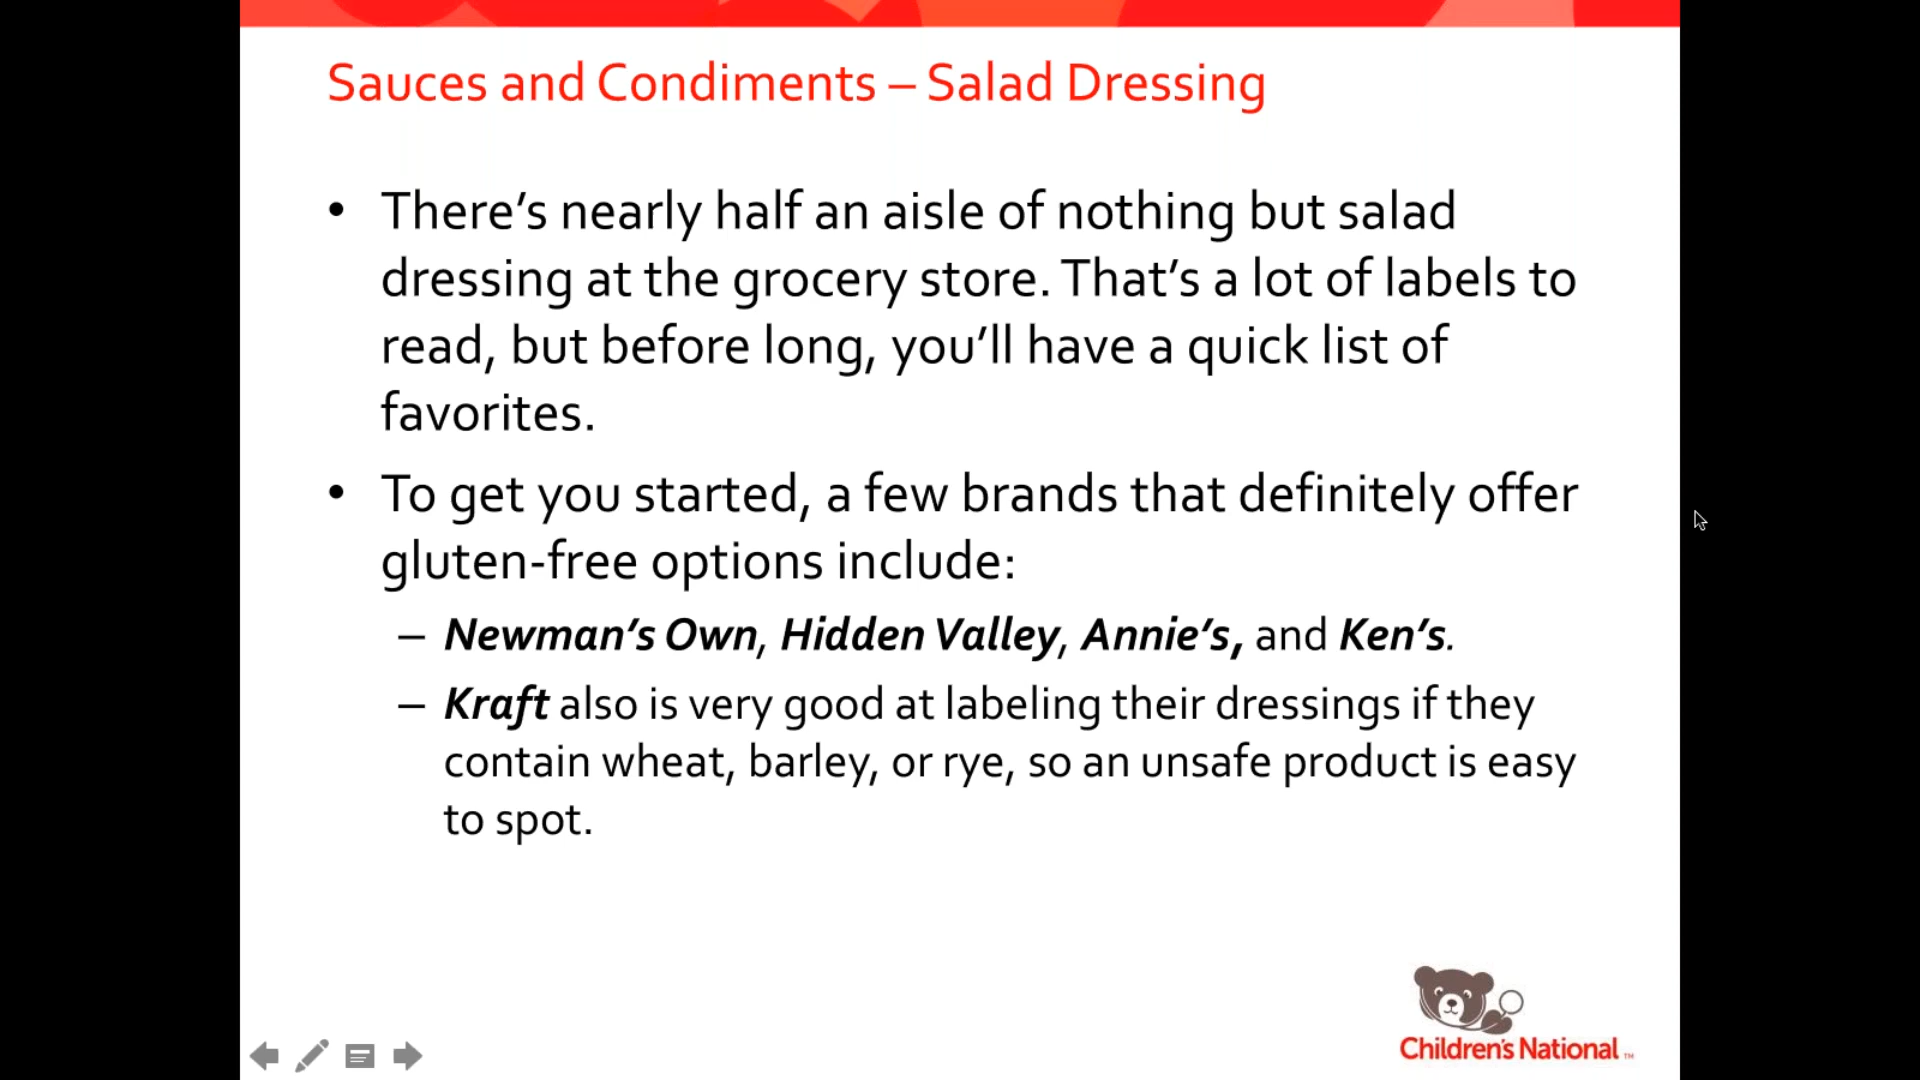 Sauces and Condiments – Salad Dressing
• There’s nearly half an aisle of nothing but salad
dressing at the grocery store. That’s a lot of labels to
read, but before long, you’ll have a quick list of
favorites.
• To get you started, a few brands that definitely offer
gluten-free options include:
– Newman’s Own, Hidden Valley, Annie’s, and Ken’s.
– Kraft also is very good at labeling their dressings if they
contain wheat, barley, or rye, so an unsafe product is easy
to spot.
Children's National ™